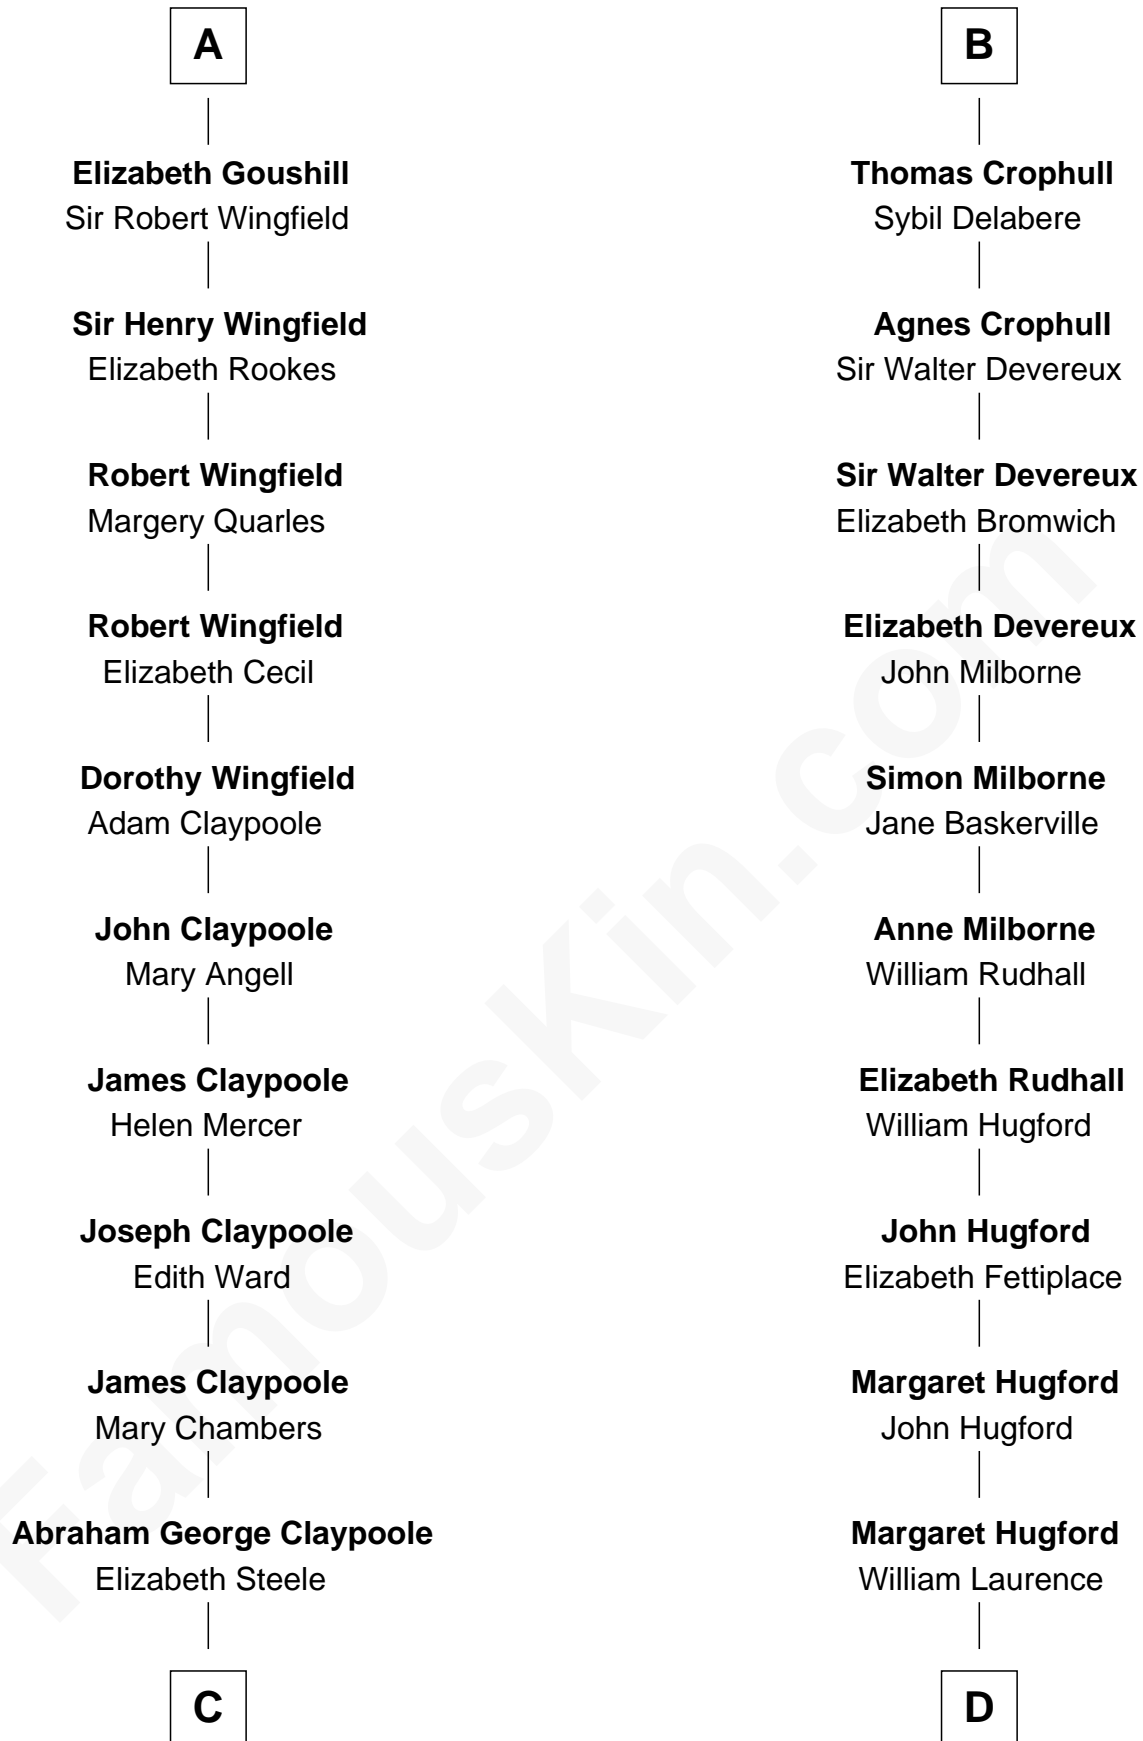 A
Elizabeth Goushill
Sir Robert Wingfield
Sir Henry Wingfield
Elizabeth Rookes
Robert Wingfield
Margery Quarles
Robert Wingfield
Elizabeth Cecil
Dorothy Wingfield
Adam Claypoole
John Claypoole
Mary Angell
James Claypoole
Helen Mercer
Joseph Claypoole
Edith Ward
James Claypoole
Mary Chambers
Abraham George Claypoole
Elizabeth Steele
C
B
Thomas Crophull
Sybil Delabere
Agnes Crophull
Sir Walter Devereux
Sir Walter Devereux
Elizabeth Bromwich
Elizabeth Devereux
John Milborne
Simon Milborne
Jane Baskerville
Anne Milborne
William Rudhall
Elizabeth Rudhall
William Hugford
John Hugford
Elizabeth Fettiplace
Margaret Hugford
John Hugford
Margaret Hugford
William Laurence
D
FamousKin.com